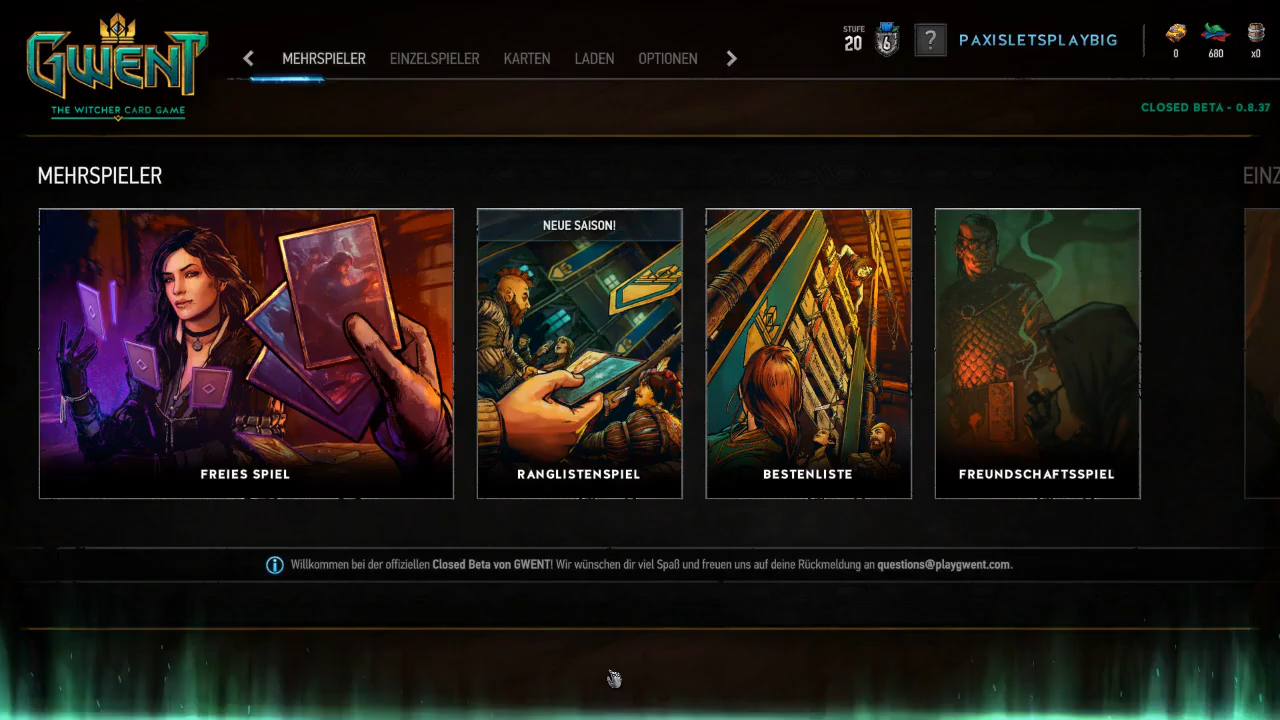 GWENT
THE WITCHER CARD GAME
MEHRSPIELER
EINZELSPIELER
KARTEN
LADEN
OPTIONEN
STUFE
20
6
?
PAXISLETSPLAYBIG
0
680
x0
CLOSED BETA - 0.8.37
MEHRSPIELER
EINZ
NEUE SAISON!
FREIES SPIEL
RANGLISTENSPIEL
BESTENLISTE
FREUNDSCHAFTSSPIEL
Willkommen bei der offiziellen Closed Beta von GWENT! Wir wünschen dir viel Spaß und freuen uns auf deine Rückmeldung an questions@playgwent.com.